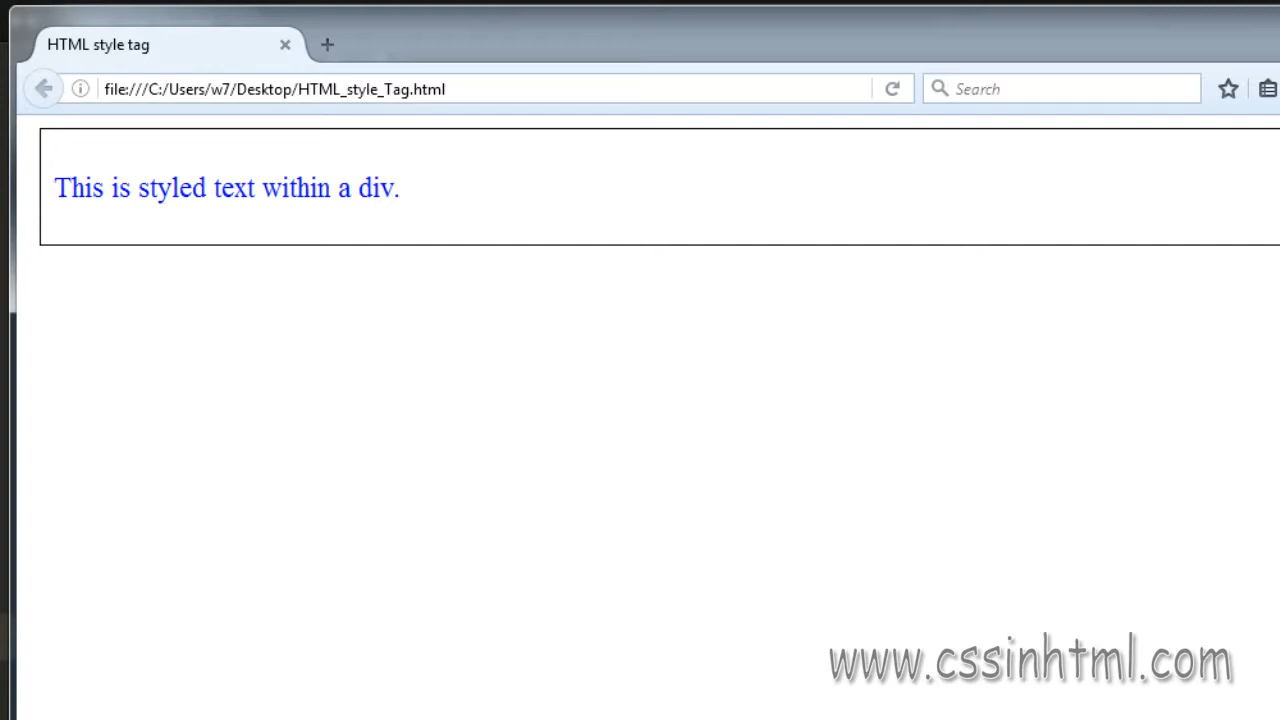 HTML style tag
file:///C:/Users/w7/Desktop/HTML_style_Tag.html
Search
This is styled text within a div.
www.cssinhtml.com